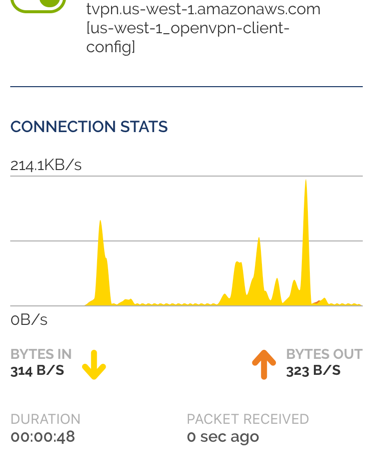 tvpn.us-west-1.amazonaws.com
[us-west-1_openvpn-client-
config]
CONNECTION STATS
214.1KB/s
0B/s
BYTES IN
314 B/S
BYTES OUT
323 B/S
DURATION
00:00:48
PACKET RECEIVED
0 sec ago